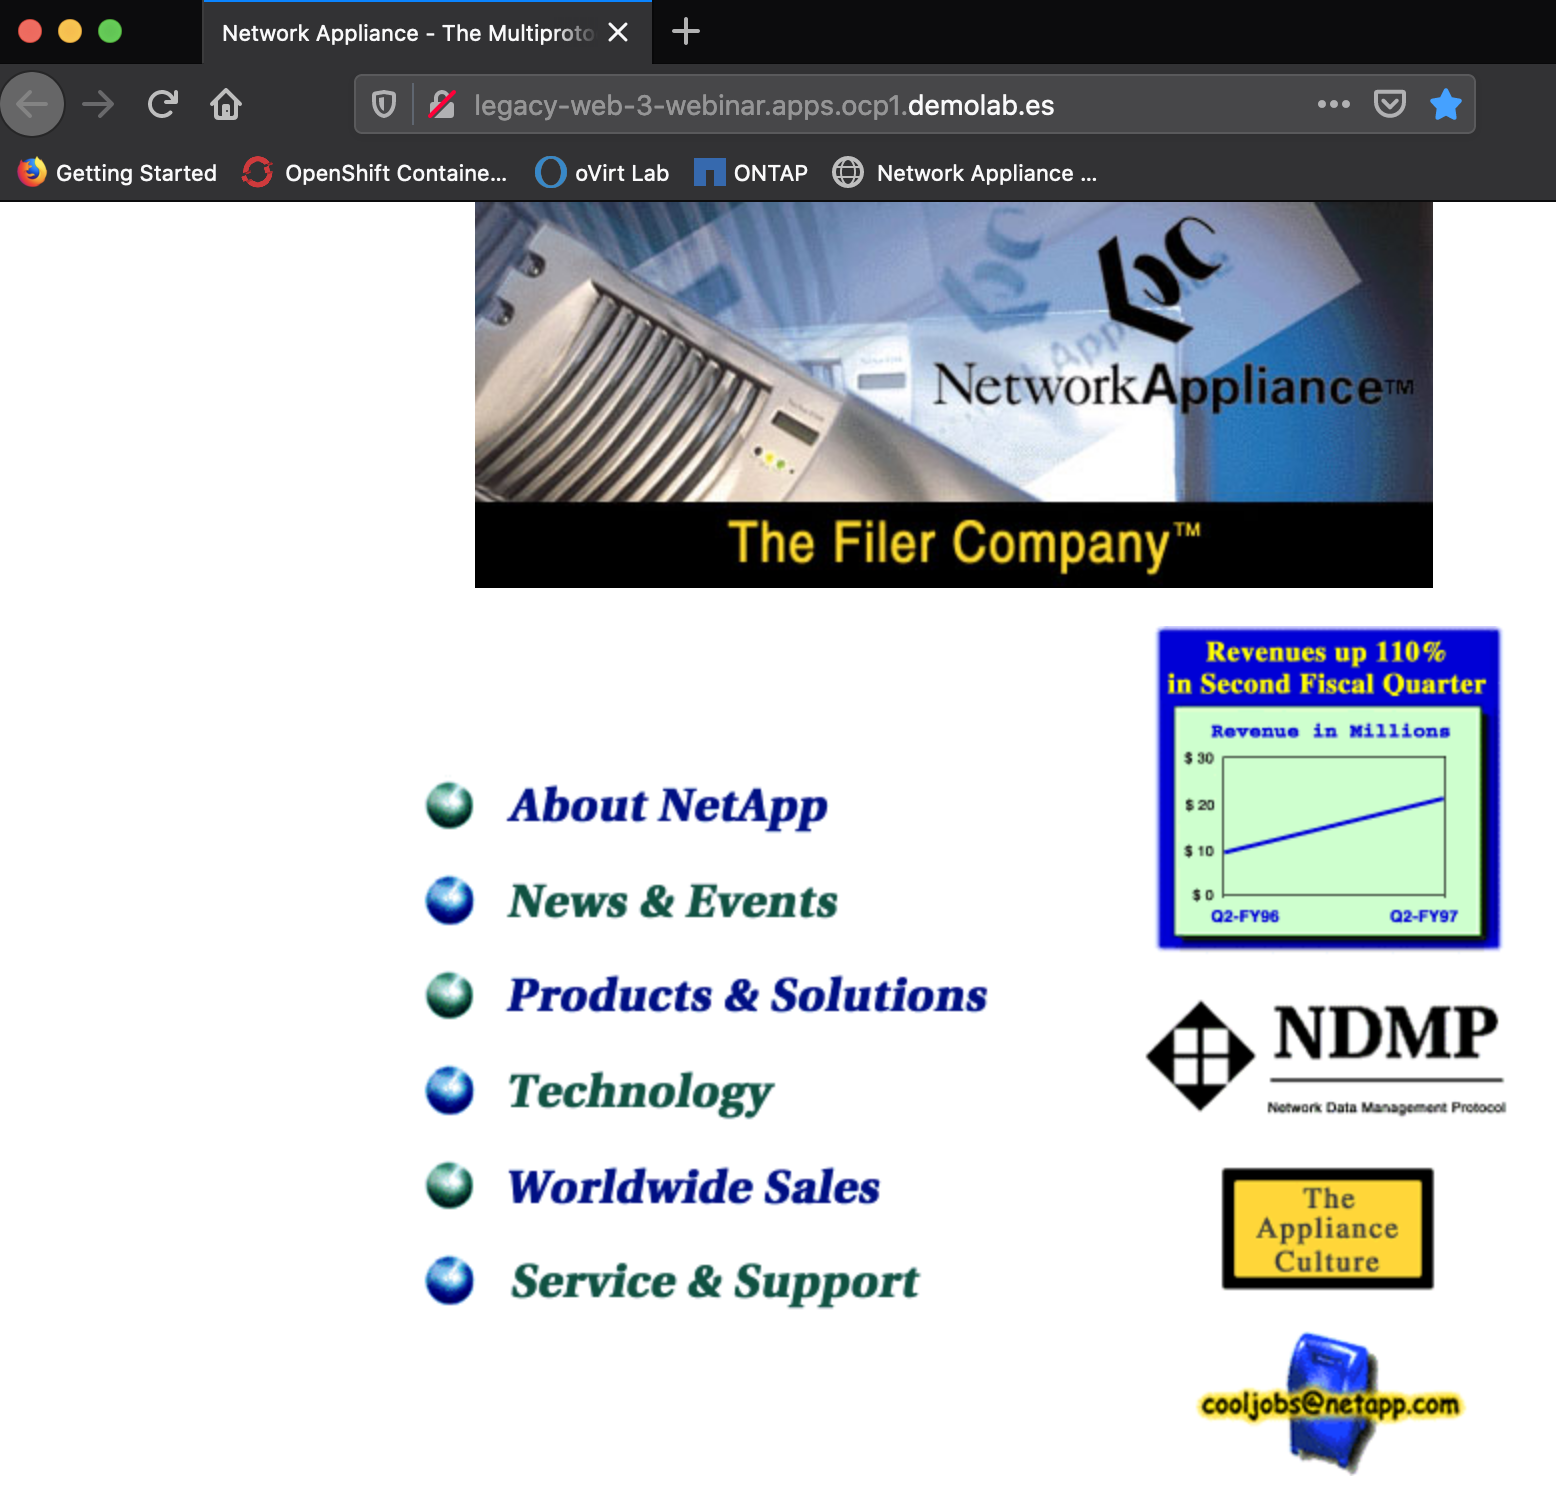 Network Appliance - The Multiproto
legacy-web-3-webinar.apps.ocp1.demolab.es
Getting Started
OpenShift Containe...
oVirt Lab
ONTAP
Network Appliance ...
NetworkAppliance™
The Filer Company™
Revenues up 110%
in Second Fiscal Quarter
Revenue in Millions
$ 30
$ 20
$ 10
$ 0
Q2-FY96 Q2-FY97
About NetApp
News & Events
Products & Solutions
Technology
Worldwide Sales
Service & Support
NDMP
Network Data Management Protocol
The
Appliance
Culture
cooljobs@netapp.com